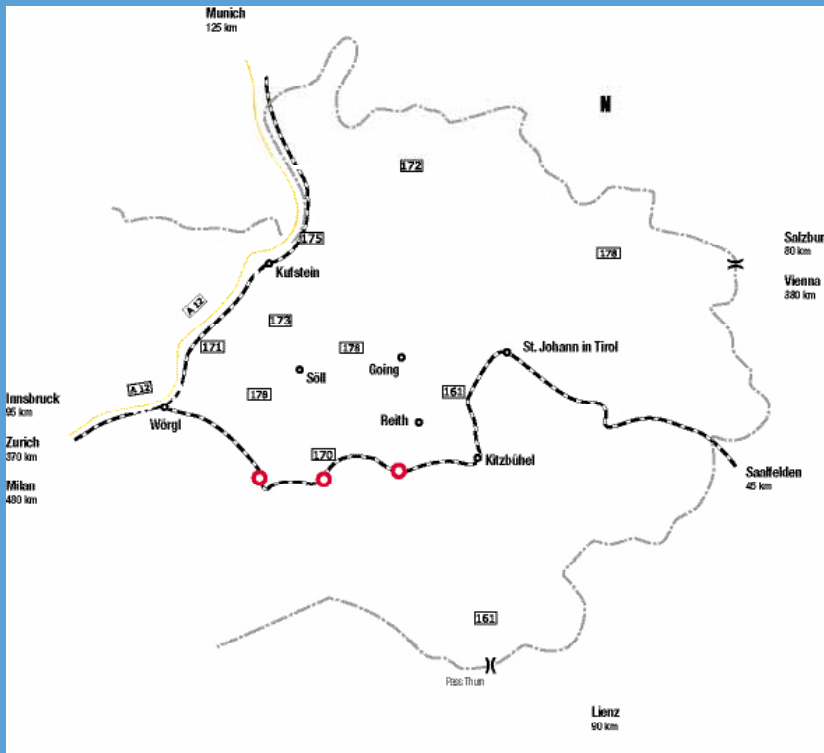 Munich
125 km
N
172
175
178
Salzbur
80 km
Kufstein
Vienna
380 km
A 12
173
171
178
St. Johann in Tirol
Going
Söll
A 12
178
161
Innsbruck
95 km
Wörgl
Reith
Zurich
370 km
170
Kitzbühel
Saalfelden
45 km
Milan
480 km
161
Pass Thurn
Lienz
90 km